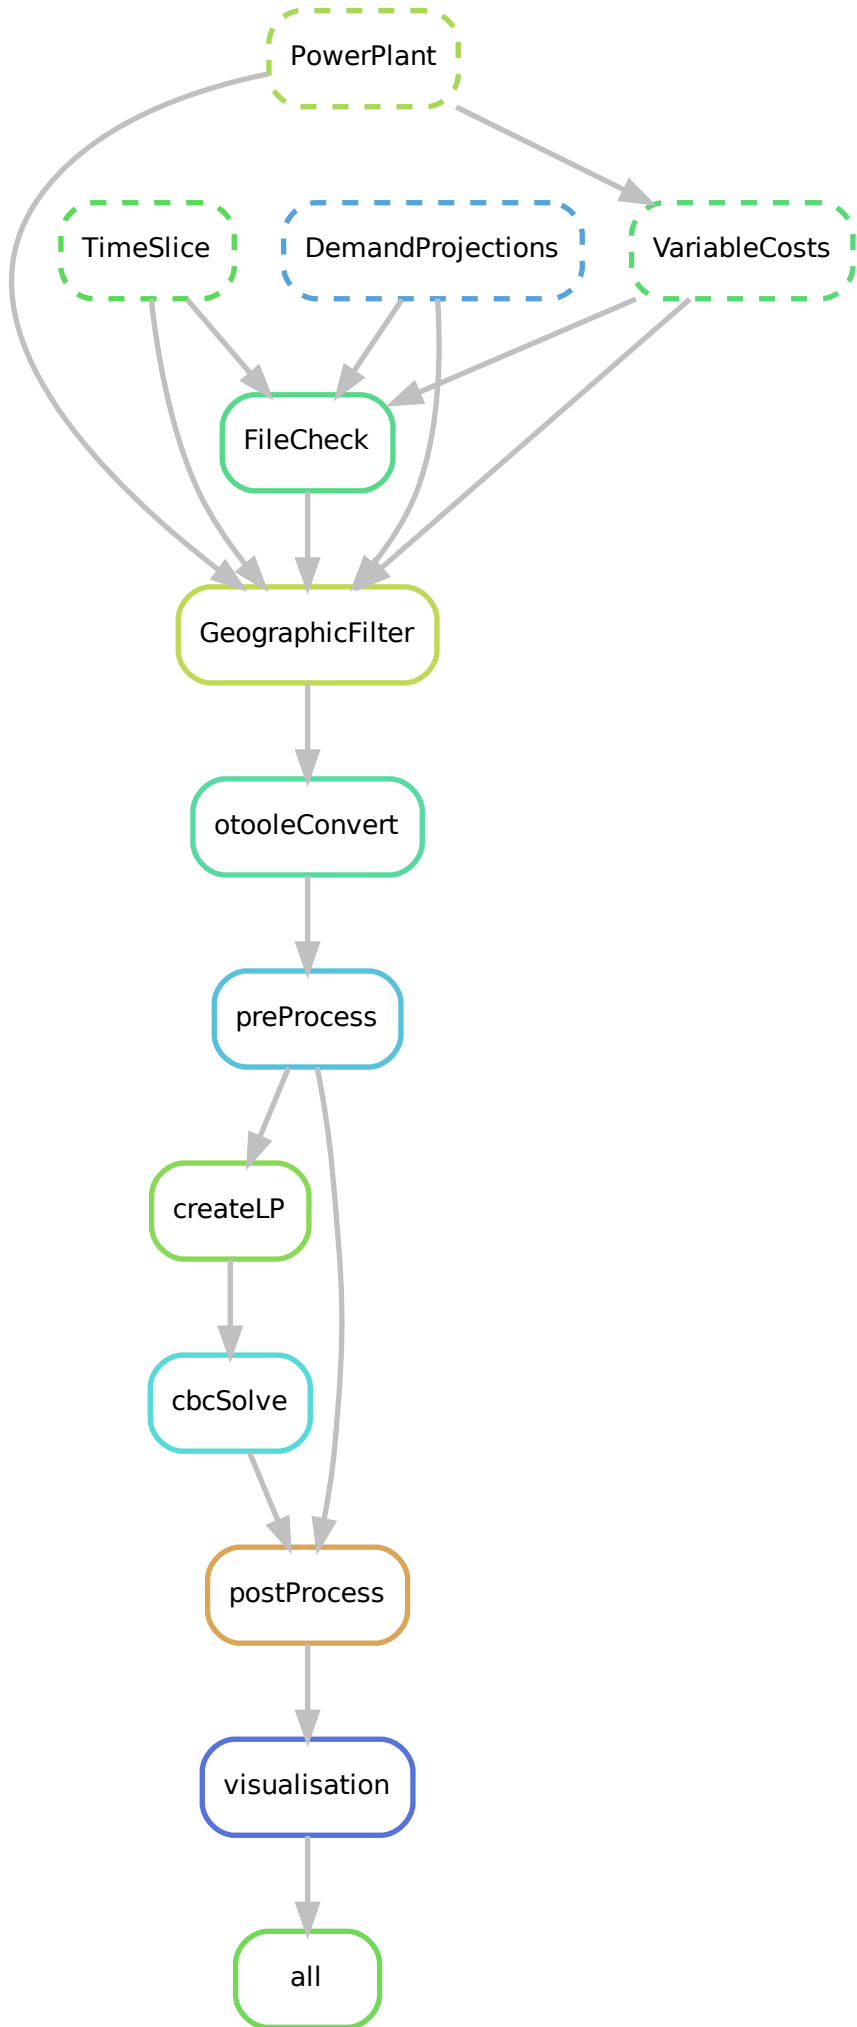 PowerPlant
TimeSlice
DemandProjections
VariableCosts
FileCheck
GeographicFilter
otooleConvert
preProcess
createLP
cbcSolve
postProcess
visualisation
all